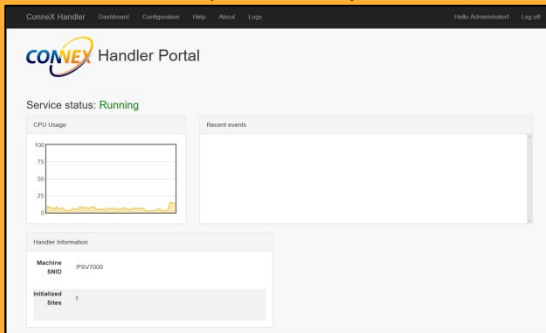 ConneX Handler Dashboard Configuration Help About Logs Hello Administrator! Log off
CONNEX Handler Portal
Service status: Running
CPU Usage
Recent events
100
75
50
25
0
Handler Information
Machine SNID PSV7000
Initialized Sites 1